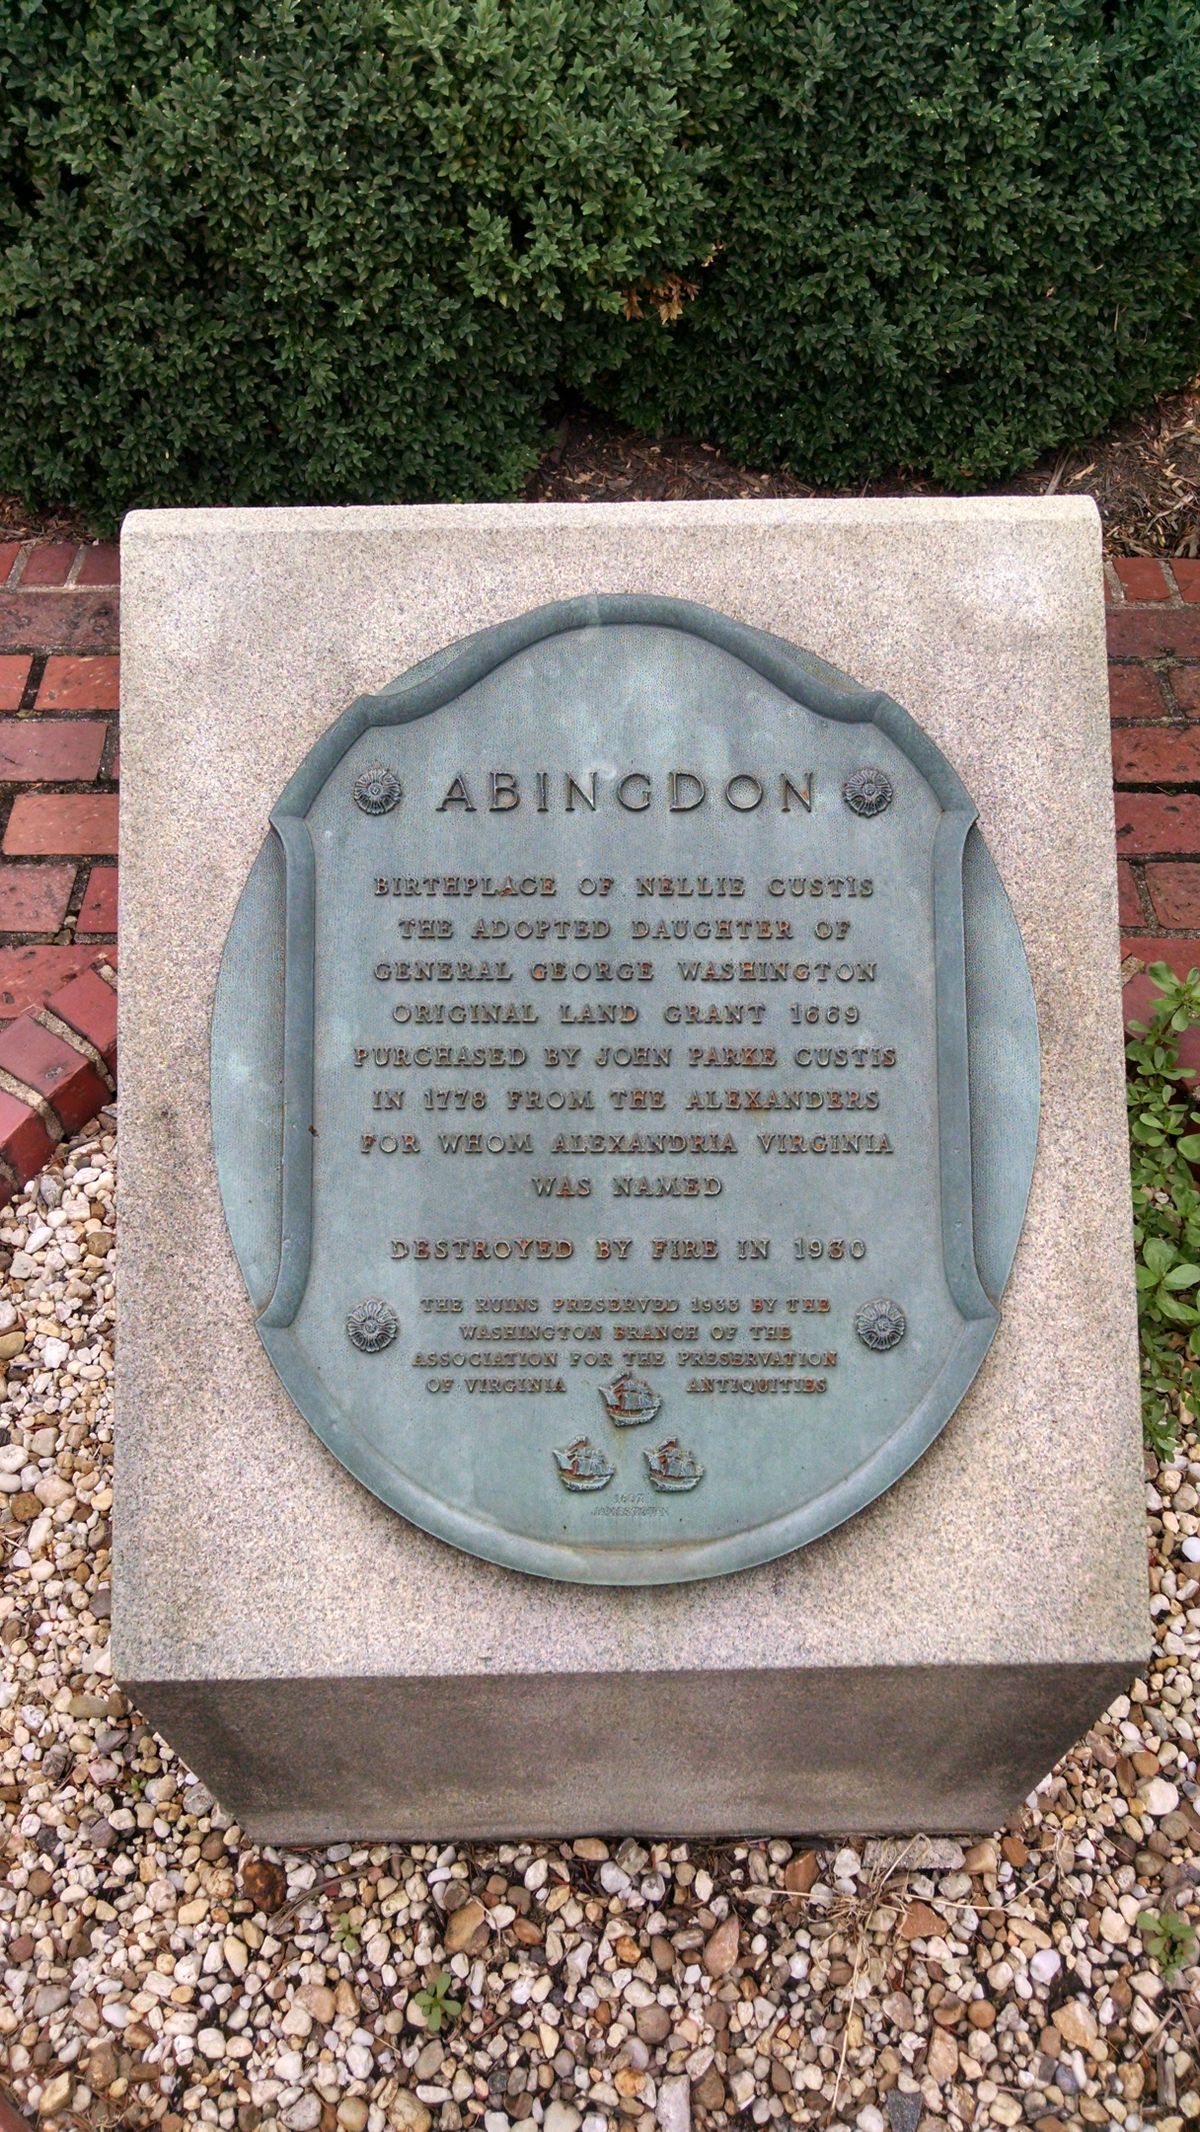 ABINGDON
BIRTHPLACE OF NELLIE CUSTIS
THE ADOPTED DAUGHTER OF
GENERAL GEORGE WASHINGTON
ORIGINAL LAND GRANT 1669
PURCHASED BY JOHN PARKE CUSTIS
IN 1778 FROM THE ALEXANDERS
FOR WHOM ALEXANDRIA VIRGINIA
WAS NAMED
DESTROYED BY FIRE IN 1930
THE RUINS PRESERVED 1933 BY THE
WASHINGTON BRANCH OF THE
ASSOCIATION FOR THE PRESERVATION
OF VIRGINIA ANTIQUITIES
1607
JAMESTOWN